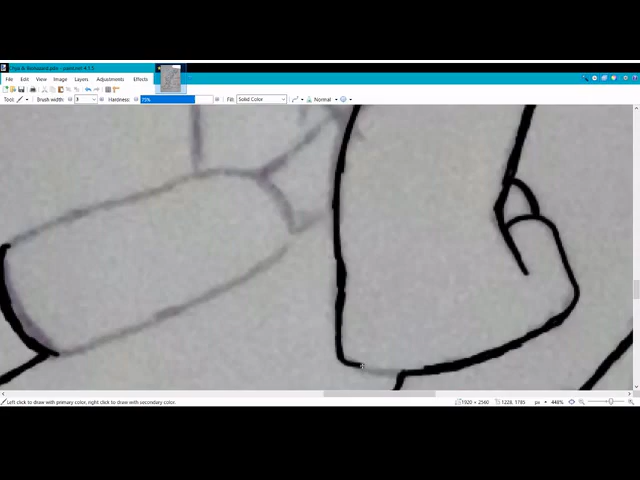 File Edit View Image Layers Adjustments Effects
Tool: Brush width: 3 Hardness: 75% Fill: Solid Color Normal
Left click to draw with primary color, right click to draw with secondary color. 1920 × 2560 1228, 1785 px 448%